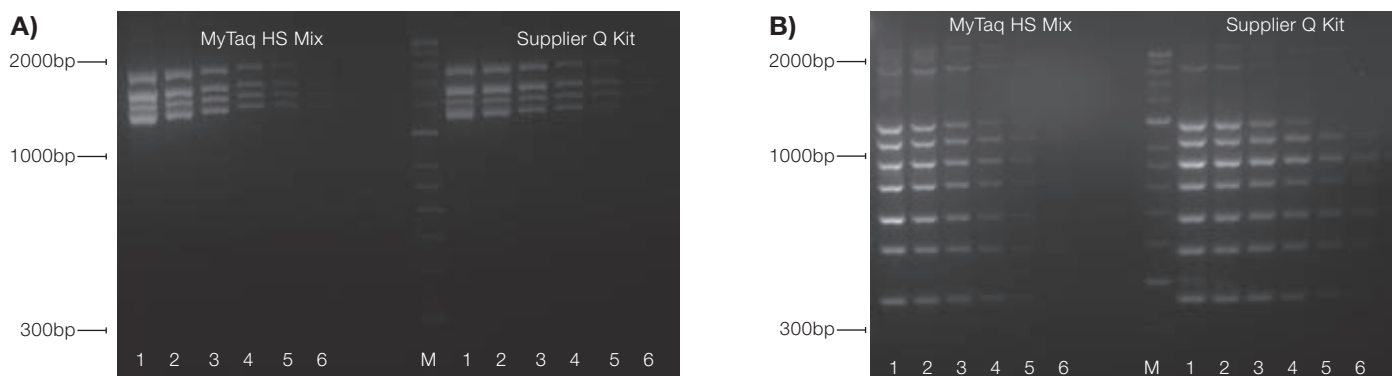 A)
MyTaq HS Mix
Supplier Q Kit
2000bp
1000bp
300bp
1 2 3 4 5 6 M 1 2 3 4 5 6
B)
MyTaq HS Mix
Supplier Q Kit
2000bp
1000bp
300bp
1 2 3 4 5 6 M 1 2 3 4 5 6